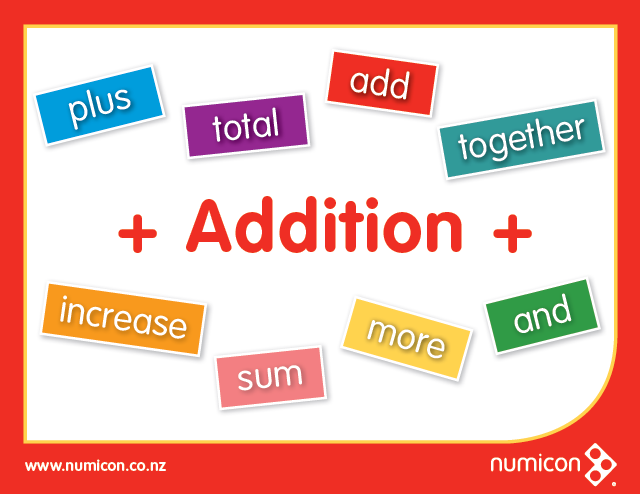 plus
total
add
together
+ Addition +
increase
sum
more
and
www.numicon.co.nz
numicon